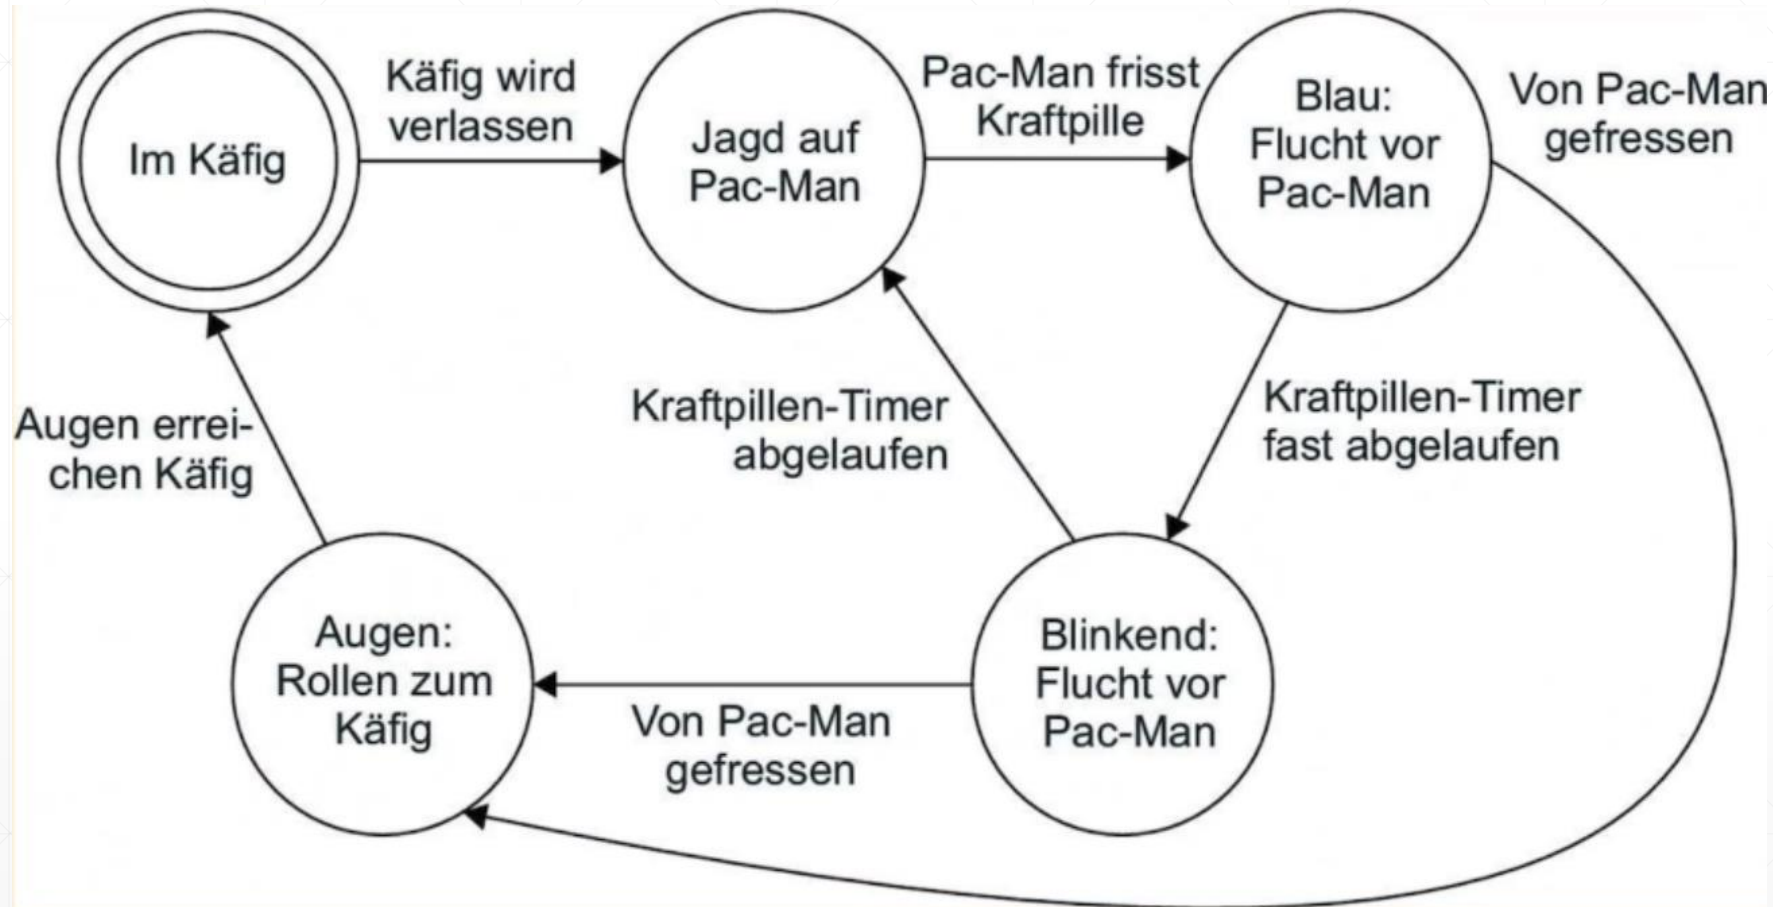 Im Käfig
Käfig wird
verlassen
Jagd auf
Pac-Man
Pac-Man frisst
Kraftpille
Blau:
Flucht vor
Pac-Man
Von Pac-Man
gefressen
Augen errei-
chen Käfig
Kraftpillen-Timer
abgelaufen
Kraftpillen-Timer
fast abgelaufen
Augen:
Rollen zum
Käfig
Von Pac-Man
gefressen
Blinkend:
Flucht vor
Pac-Man